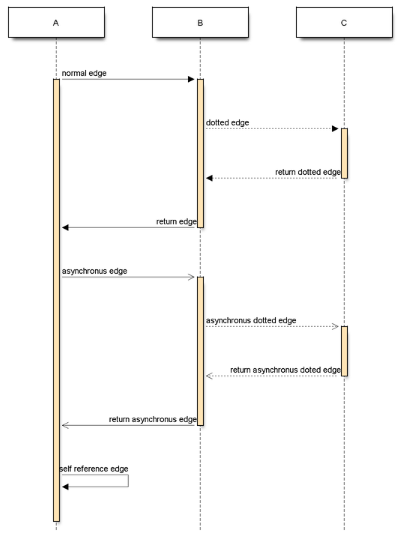 A
B
C
normal edge
dotted edge
return dotted edge
return edge
asynchronus edge
asynchronus dotted edge
return asynchronus doted edge
return asynchronus edge
self reference edge